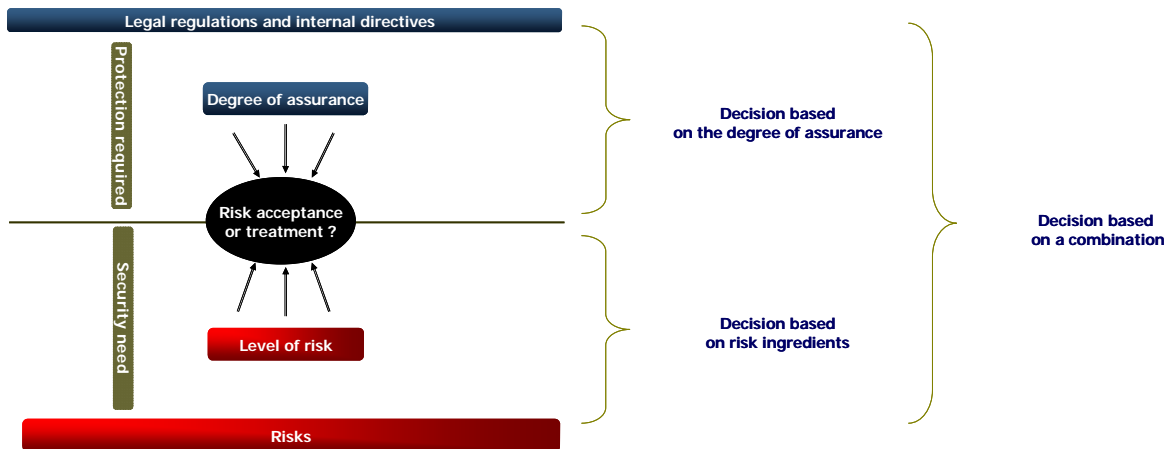 Legal regulations and internal directives
Protection required
Degree of assurance
Decision based
on the degree of assurance
Risk acceptance
or treatment ?
Decision based
on a combination
Security need
Level of risk
Decision based
on risk ingredients
Risks